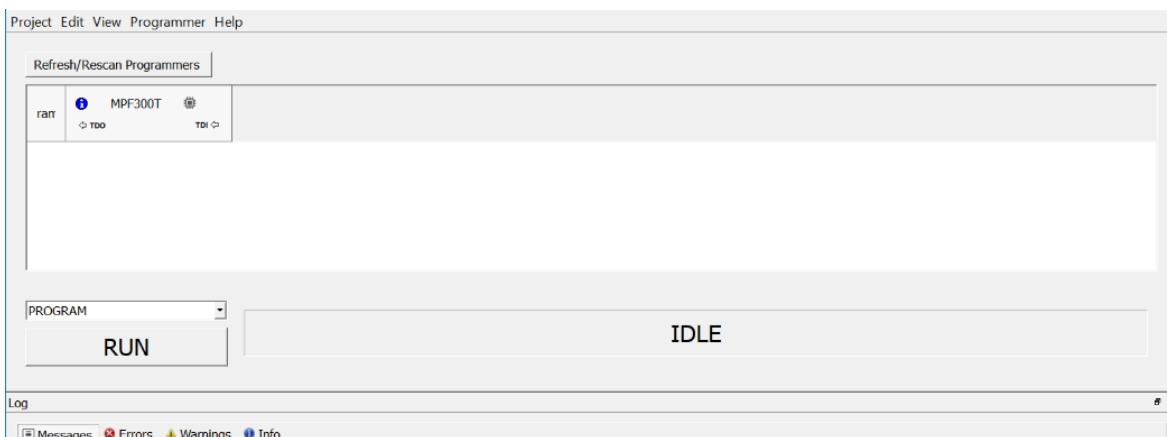 Project Edit View Programmer Help
Refresh/Rescan Programmers
MPF300T
TDO TDI
PROGRAM
RUN
IDLE
Log
Messages Errors Warnings Info